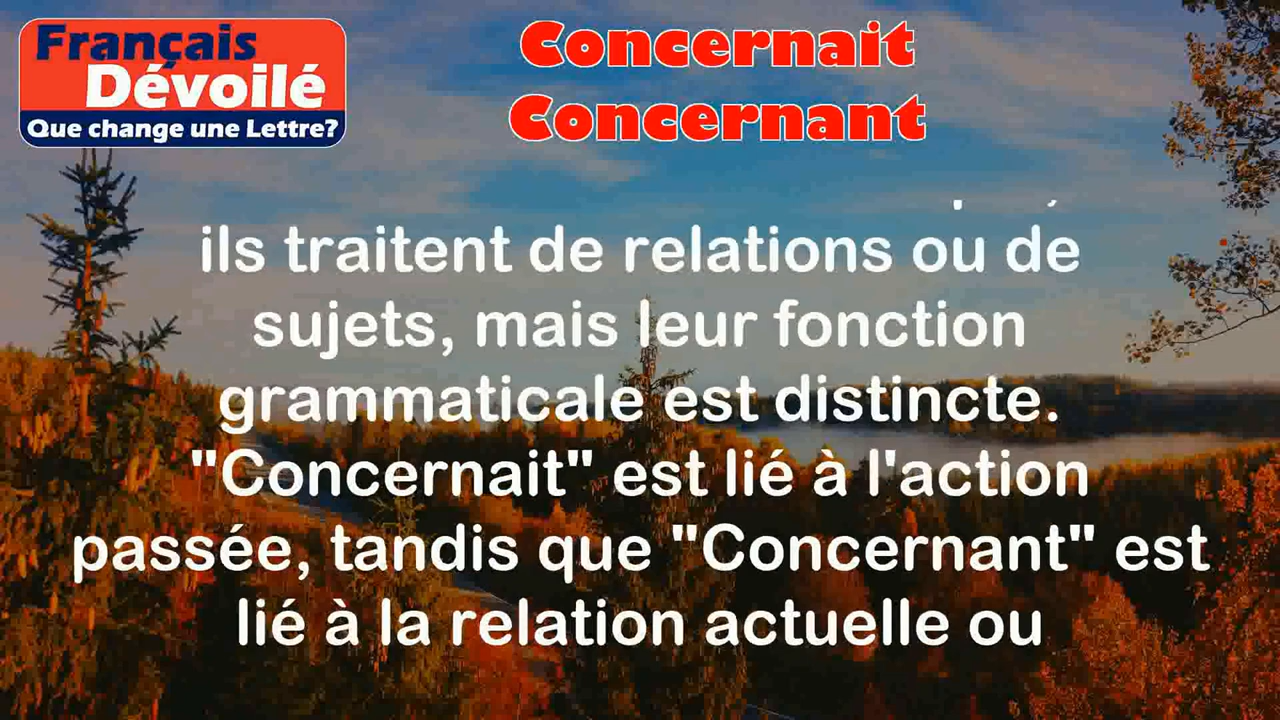 Français
Dévoilé
Que change une Lettre?
Concernait
Concernant
ils traitent de relations ou de
sujets, mais leur fonction
grammaticale est distincte.
"Concernait" est lié à l'action
passée, tandis que "Concernant" est
lié à la relation actuelle ou